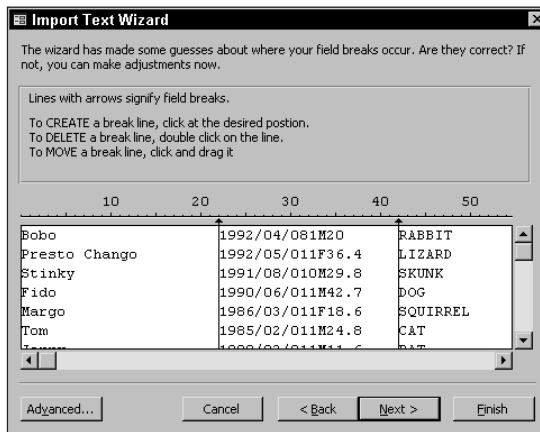 Import Text Wizard
The wizard has made some guesses about where your field breaks occur. Are they correct? If
not, you can make adjustments now.
Lines with arrows signify field breaks.
To CREATE a break line, click at the desired postion.
To DELETE a break line, double click on the line.
To MOVE a break line, click and drag it
10 20 30 40 50
Bobo 1992/04/081M20 RABBIT
Presto Chango 1992/05/011F36.4 LIZARD
Stinky 1991/08/010M29.8 SKUNK
Fido 1990/06/011M42.7 DOG
Margo 1986/03/011F18.6 SQUIRREL
Tom 1985/02/011M24.8 CAT
Advanced... Cancel < Back Next > Finish